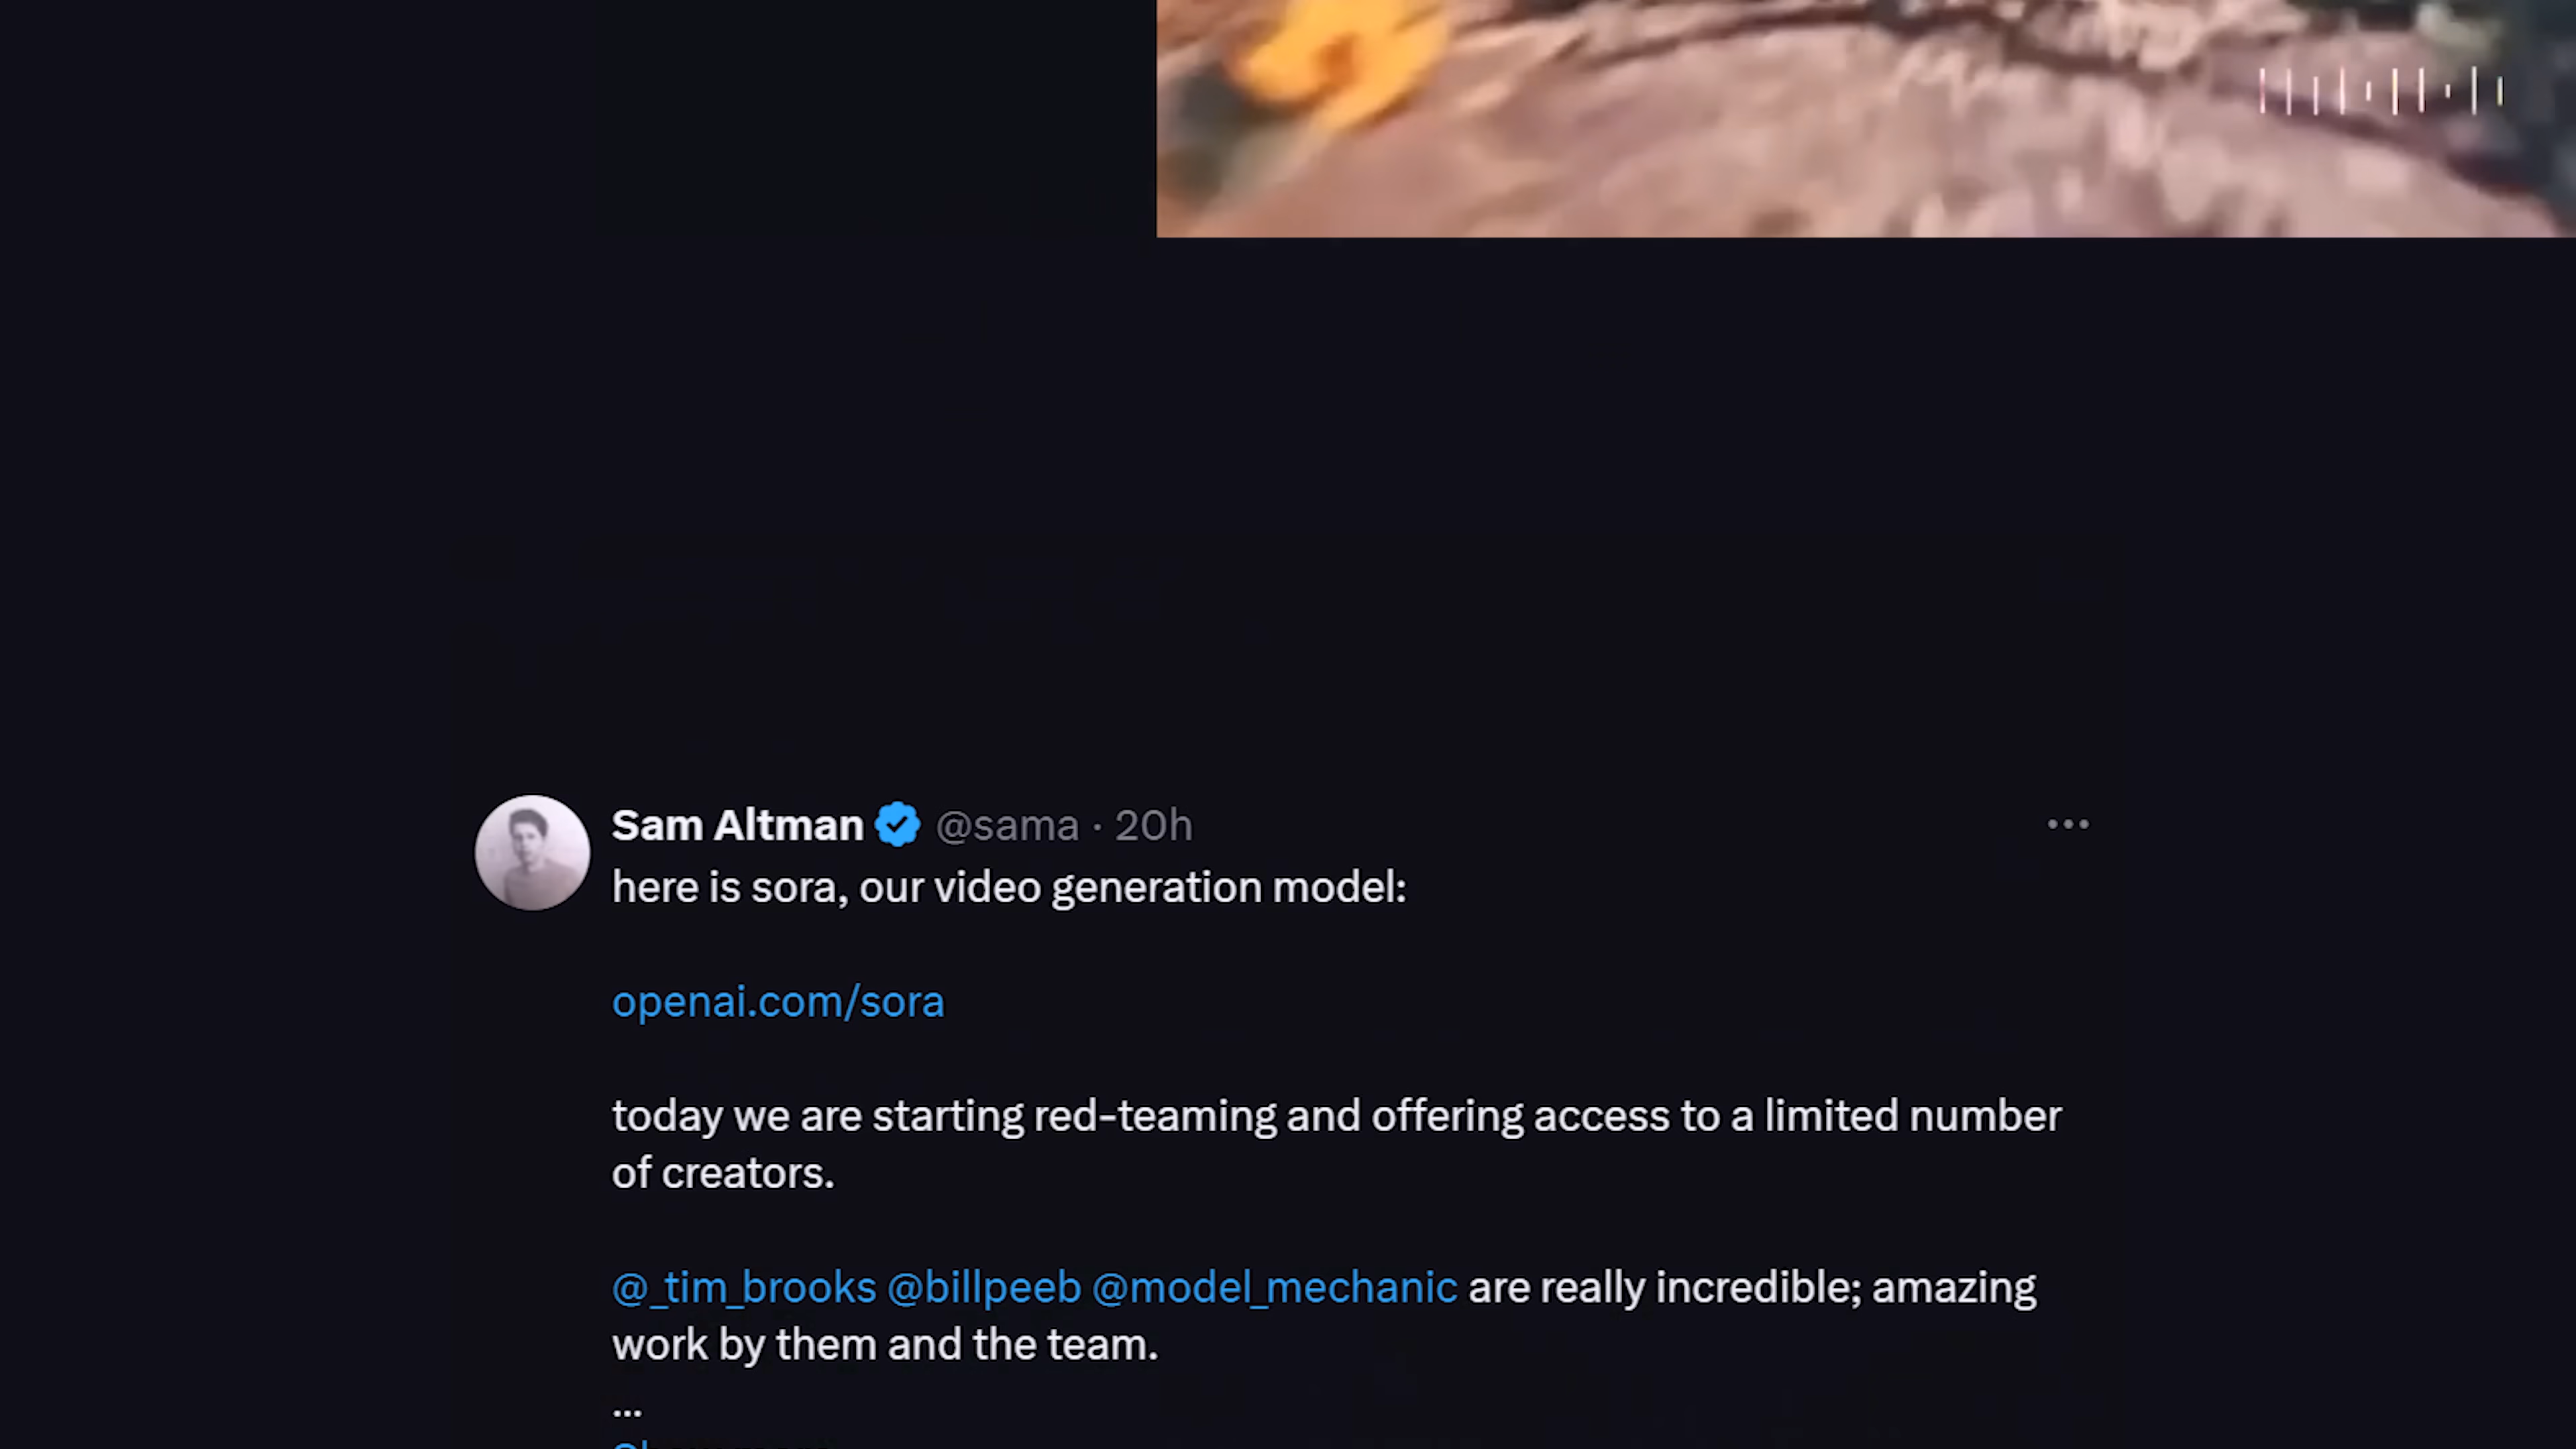 Sam Altman @sama · 20h
here is sora, our video generation model:
openai.com/sora
today we are starting red-teaming and offering access to a limited number
of creators.
@_tim_brooks @billpeeb @model_mechanic are really incredible; amazing
work by them and the team.
...